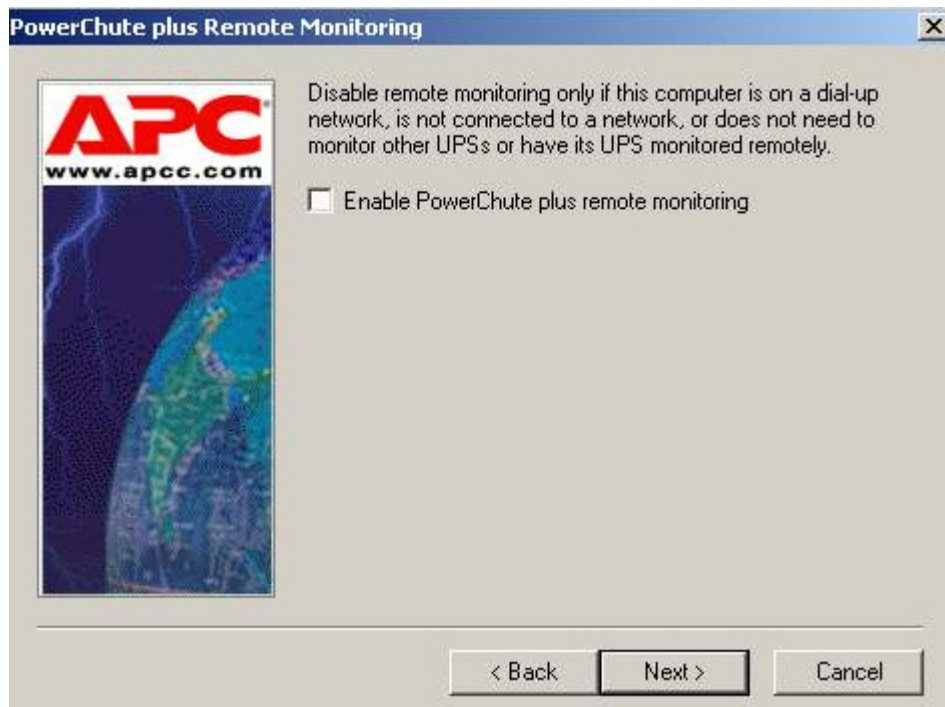 PowerChute plus Remote Monitoring
APC
www.apcc.com
Disable remote monitoring only if this computer is on a dial-up
network, is not connected to a network, or does not need to
monitor other UPSs or have its UPS monitored remotely.
Enable PowerChute plus remote monitoring
< Back
Next >
Cancel